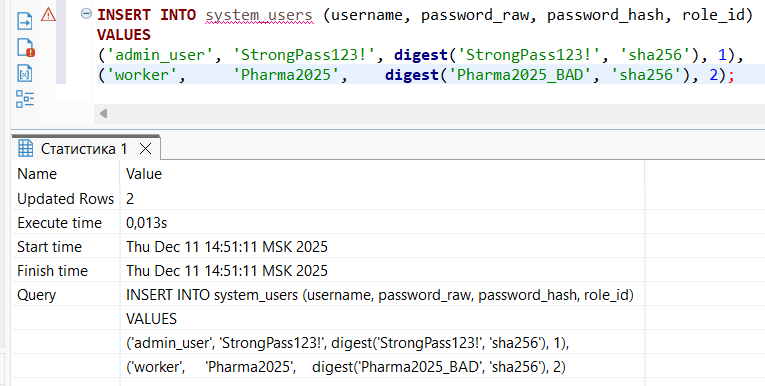 INSERT INTO system_users (username, password_raw, password_hash, role_id)
VALUES
('admin_user', 'StrongPass123!', digest('StrongPass123!', 'sha256'), 1),
('worker',      'Pharma2025',    digest('Pharma2025_BAD', 'sha256'), 2);
Статистика 1
Name Value
Updated Rows 2
Execute time 0,013s
Start time Thu Dec 11 14:51:11 MSK 2025
Finish time Thu Dec 11 14:51:11 MSK 2025
Query INSERT INTO system_users (username, password_raw, password_hash, role_id)
VALUES
('admin_user', 'StrongPass123!', digest('StrongPass123!', 'sha256'), 1),
('worker',     'Pharma2025',    digest('Pharma2025_BAD', 'sha256'), 2)